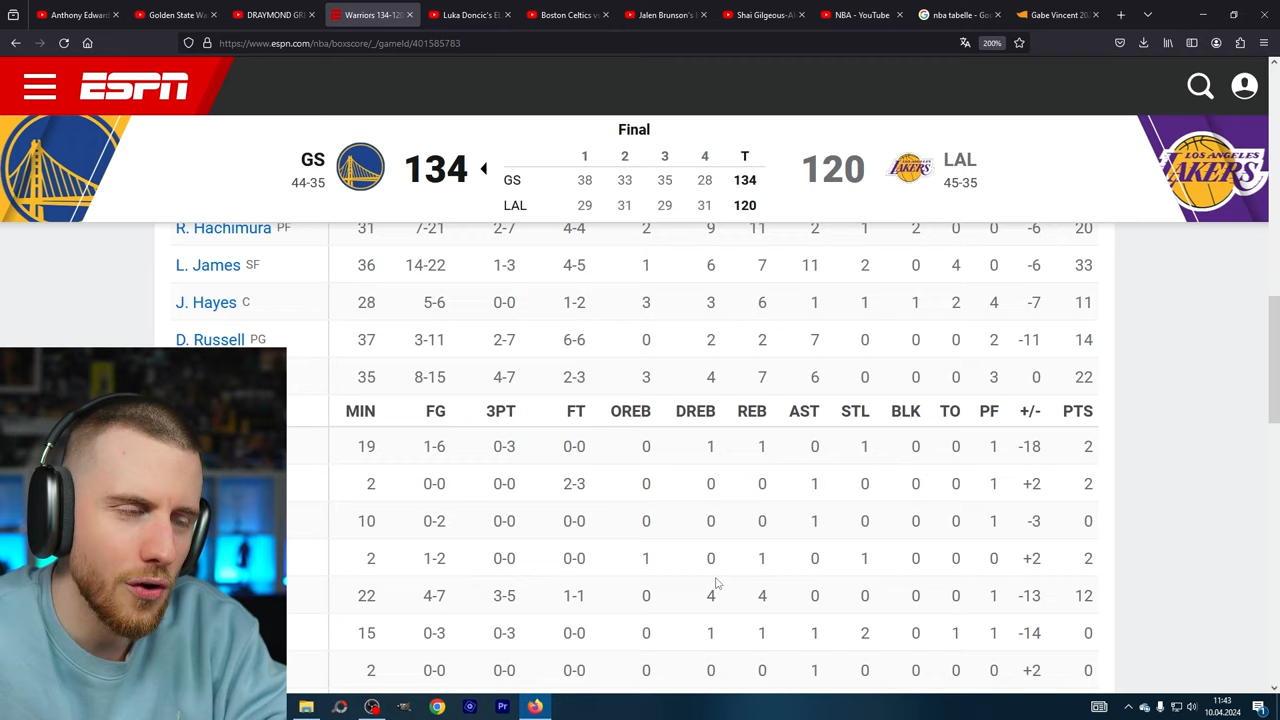 Anthony Edward
Golden State Wa
DRAYMOND GR
Warriors 134-120
Luka Doncic's EL
Boston Celtics vs
Jalen Brunson's
Shai Gilgeous-Al
NBA - YouTube
nba tabelle - Go
Gabe Vincent 202
https://www.espn.com/nba/boxscore/_/gameId/401585783
200%
ESPN
Final
GS 134 1 2 3 4 T 120 LAL
44-35 GS 38 33 35 28 134 45-35
LAL 29 31 29 31 120
LOS ANGELES
LAKERS
LOS ANGELES
LAKERS
R. Hachimura PF 31 7-21 2-7 4-4 2 9 11 2 1 2 0 0 -6 20
L. James SF 36 14-22 1-3 4-5 1 6 7 11 2 0 4 0 -6 33
J. Hayes C 28 5-6 0-0 1-2 3 3 6 1 1 1 2 4 -7 11
D. Russell PG 37 3-11 2-7 6-6 0 2 2 7 0 0 0 2 -11 14
35 8-15 4-7 2-3 3 4 7 6 0 0 0 3 0 22
MIN FG 3PT FT OREB DREB REB AST STL BLK TO PF +/- PTS
19 1-6 0-3 0-0 0 1 1 0 1 0 0 1 -18 2
2 0-0 0-0 2-3 0 0 0 1 0 0 0 1 +2 2
10 0-2 0-0 0-0 0 0 0 1 0 0 0 1 -3 0
2 1-2 0-0 0-0 1 0 1 0 1 0 0 0 +2 2
22 4-7 3-5 1-1 0 4 4 0 0 0 0 1 -13 12
15 0-3 0-3 0-0 0 1 1 1 2 0 1 1 -14 0
2 0-0 0-0 0-0 0 0 0 1 0 0 0 0 +2 0
Pr
11:43
10.04.2024